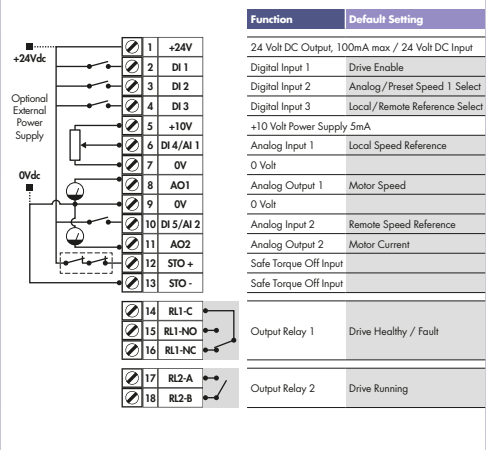 Function Default Setting
+24Vdc
Optional
External
Power
Supply
0Vdc
1 +24V 24 Volt DC Output, 100mA max / 24 Volt DC Input
2 DI 1 Digital Input 1 Drive Enable
3 DI 2 Digital Input 2 Analog/Preset Speed 1 Select
4 DI 3 Digital Input 3 Local/Remote Reference Select
5 +10V +10 Volt Power Supply 5mA
6 DI 4/AI 1 Analog Input 1 Local Speed Reference
7 0V 0 Volt
8 AO1 Analog Output 1 Motor Speed
9 0V 0 Volt
10 DI 5/AI 2 Analog Input 2 Remote Speed Reference
11 AO2 Analog Output 2 Motor Current
12 STO + Safe Torque Off Input
13 STO - Safe Torque Off Input
14 RL1-C
15 RL1-NO Output Relay 1 Drive Healthy / Fault
16 RL1-NC
17 RL2-A
Output Relay 2 Drive Running
18 RL2-B